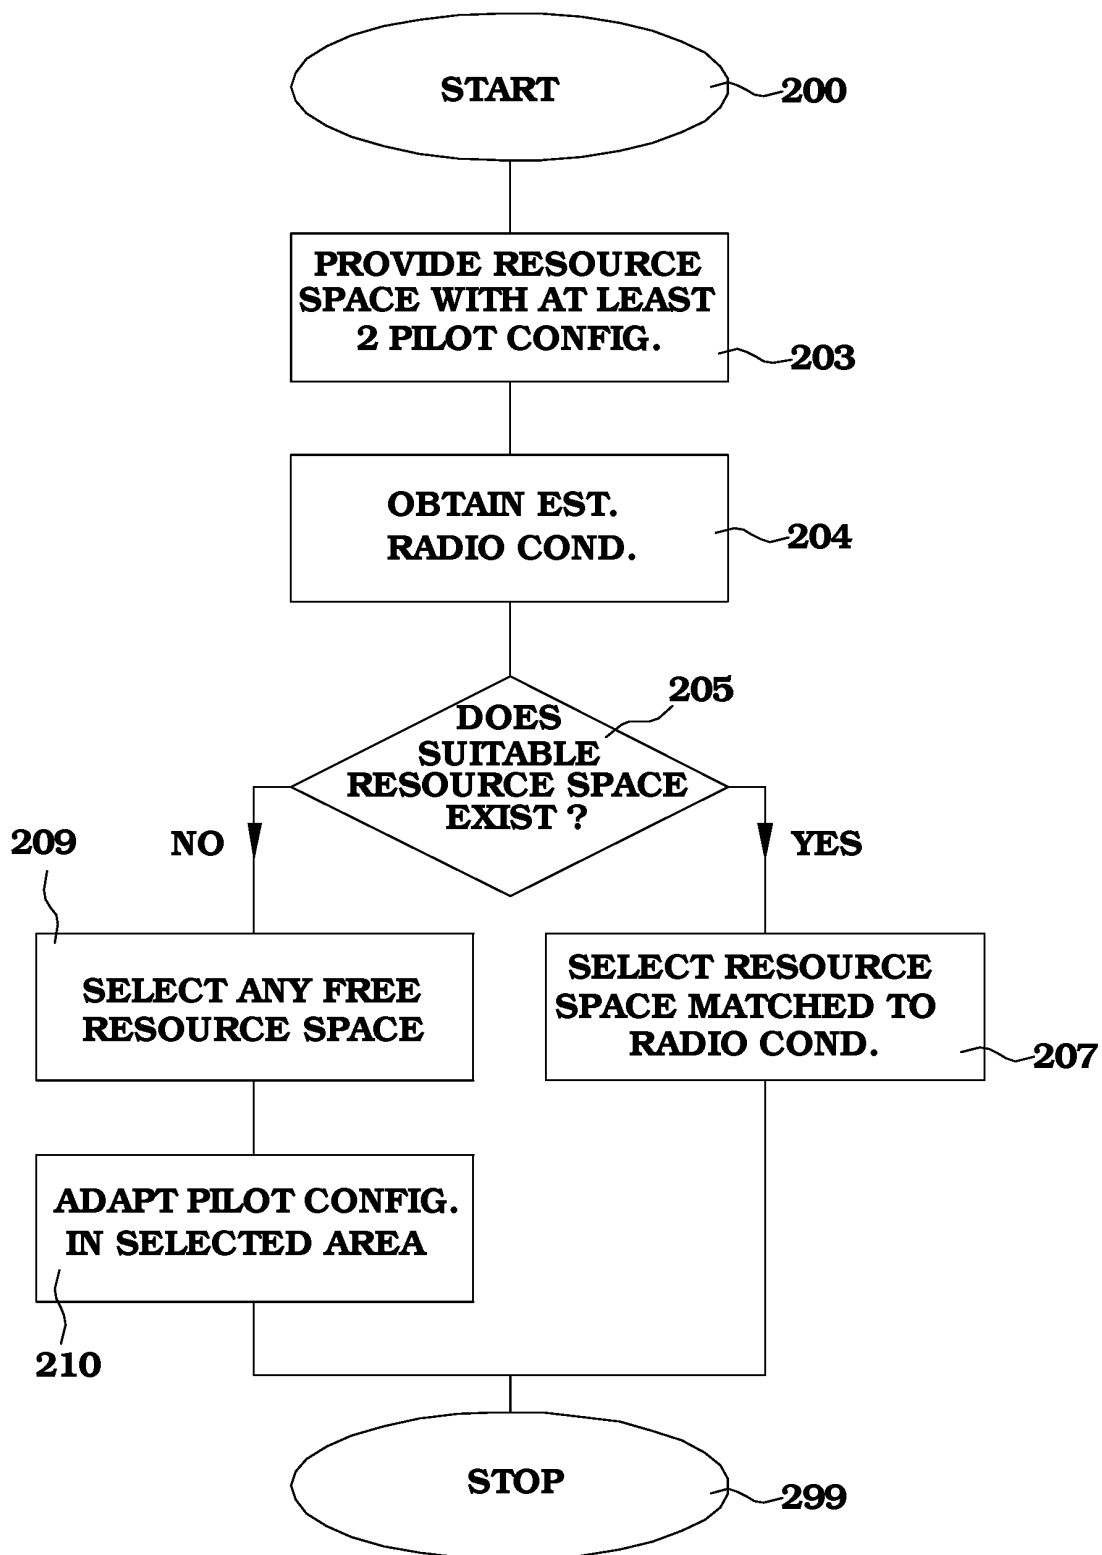 START
200
PROVIDE RESOURCE
SPACE WITH AT LEAST
2 PILOT CONFIG.
203
OBTAIN EST.
RADIO COND.
204
205
DOES
SUITABLE
RESOURCE SPACE
EXIST ?
NO
YES
209
SELECT ANY FREE
RESOURCE SPACE
SELECT RESOURCE
SPACE MATCHED TO
RADIO COND.
207
ADAPT PILOT CONFIG.
IN SELECTED AREA
210
STOP
299